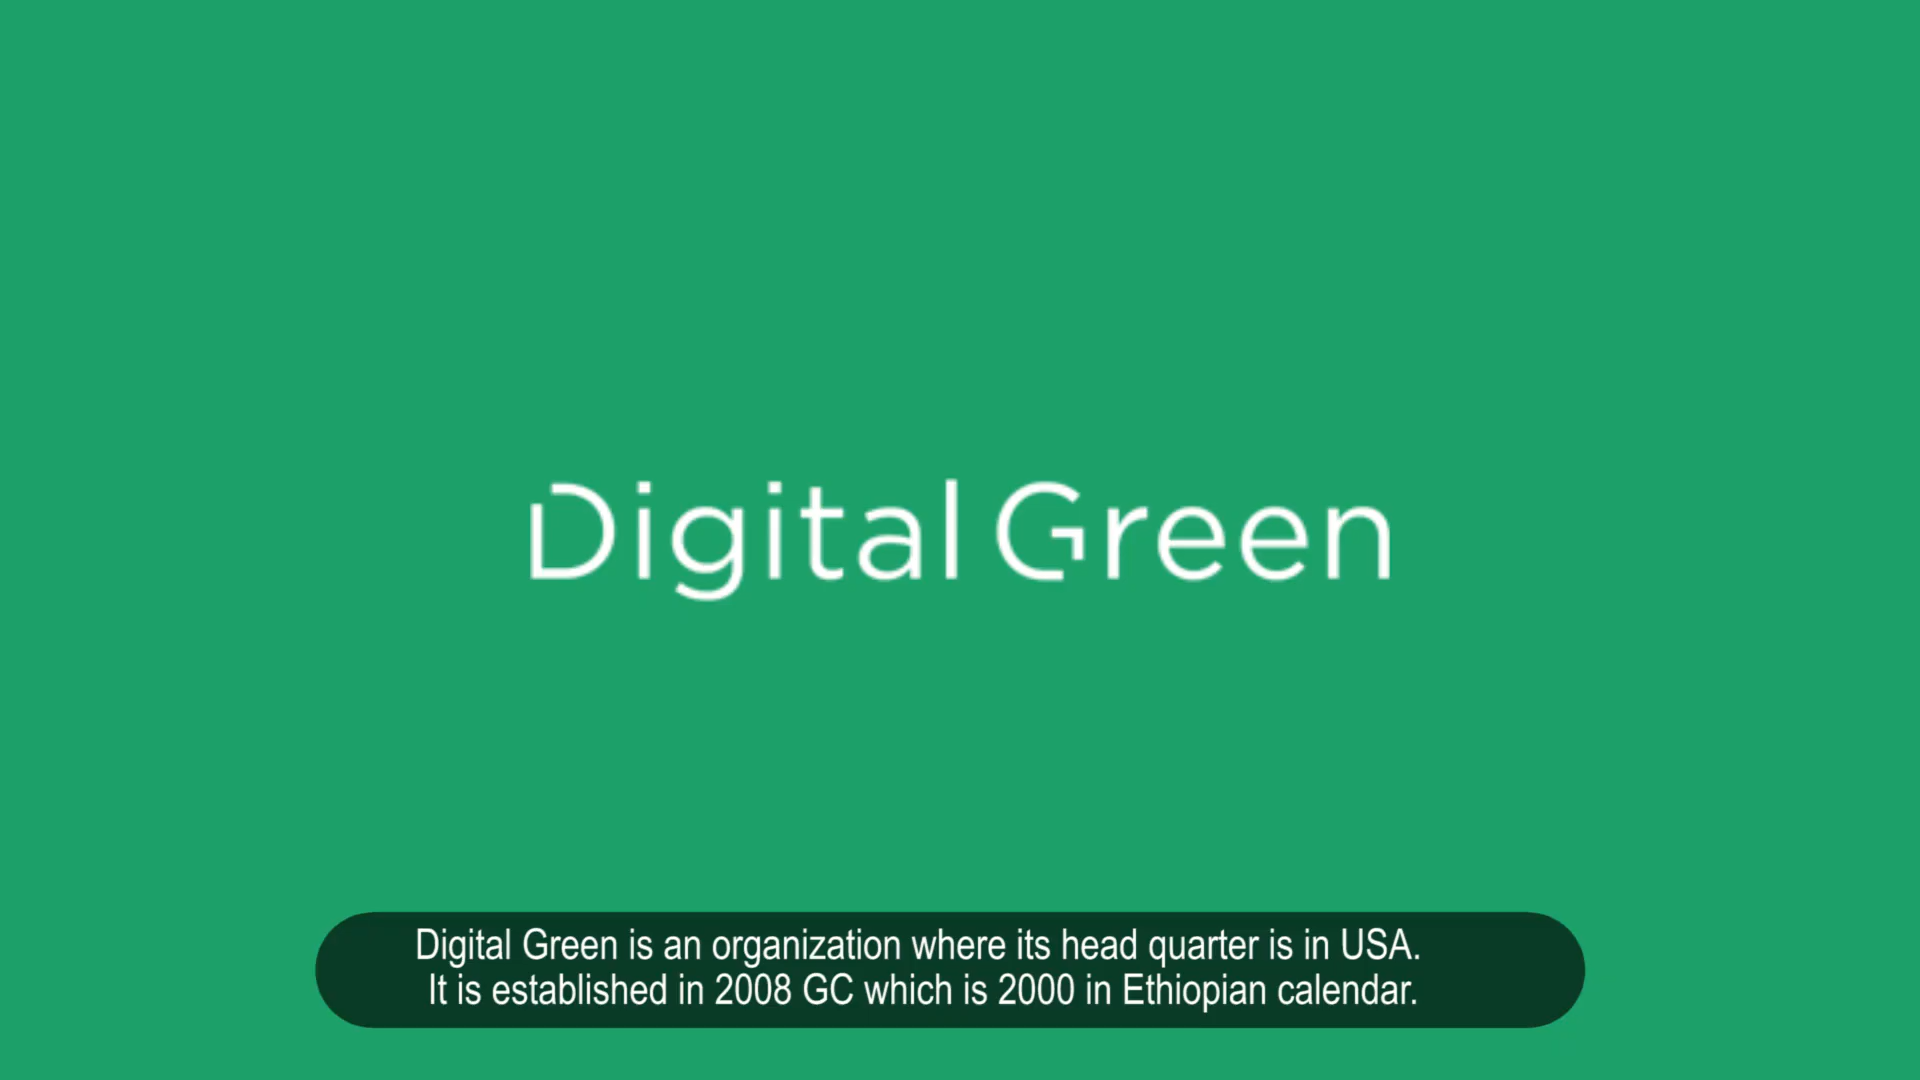 Digital Green
Digital Green is an organization where its head quarter is in USA.
It is established in 2008 GC which is 2000 in Ethiopian calendar.